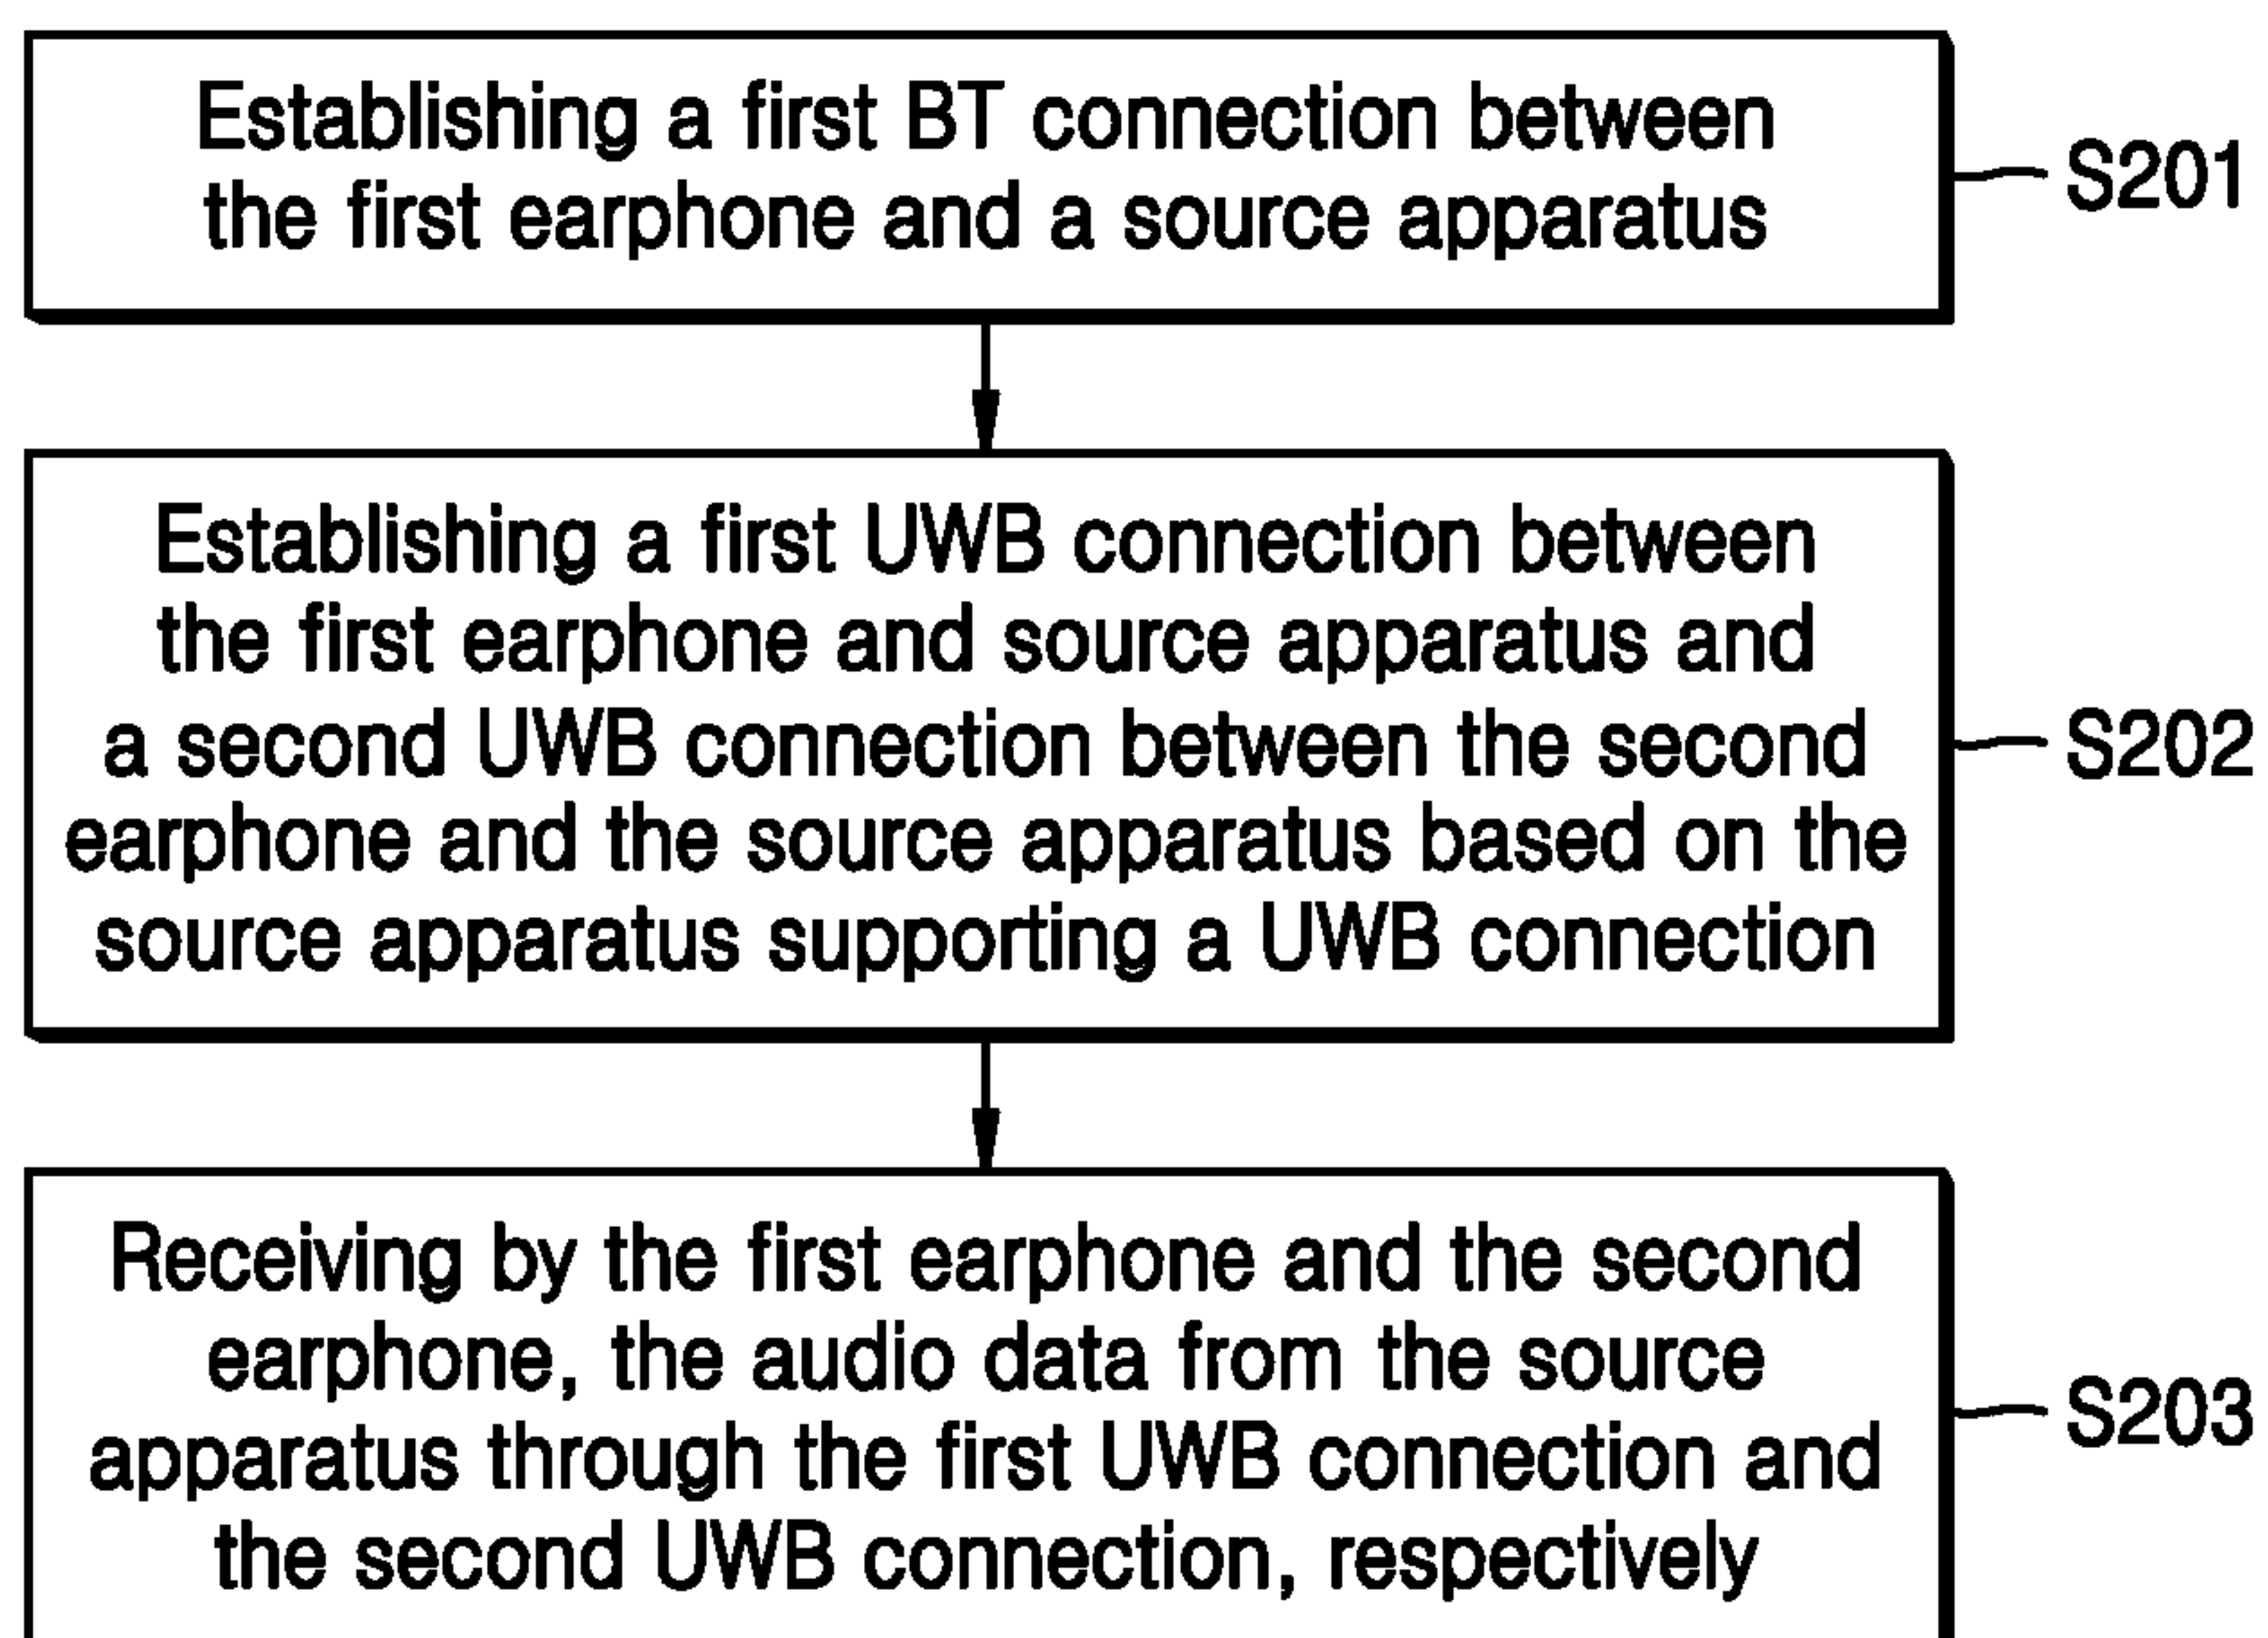 Establishing a first BT connection between
the first earphone and a source apparatus
S201
Establishing a first UWB connection between
the first earphone and source apparatus and
a second UWB connection between the second
earphone and the source apparatus based on the
source apparatus supporting a UWB connection
S202
Receiving by the first earphone and the second
earphone, the audio data from the source
apparatus through the first UWB connection and
the second UWB connection, respectively
S203